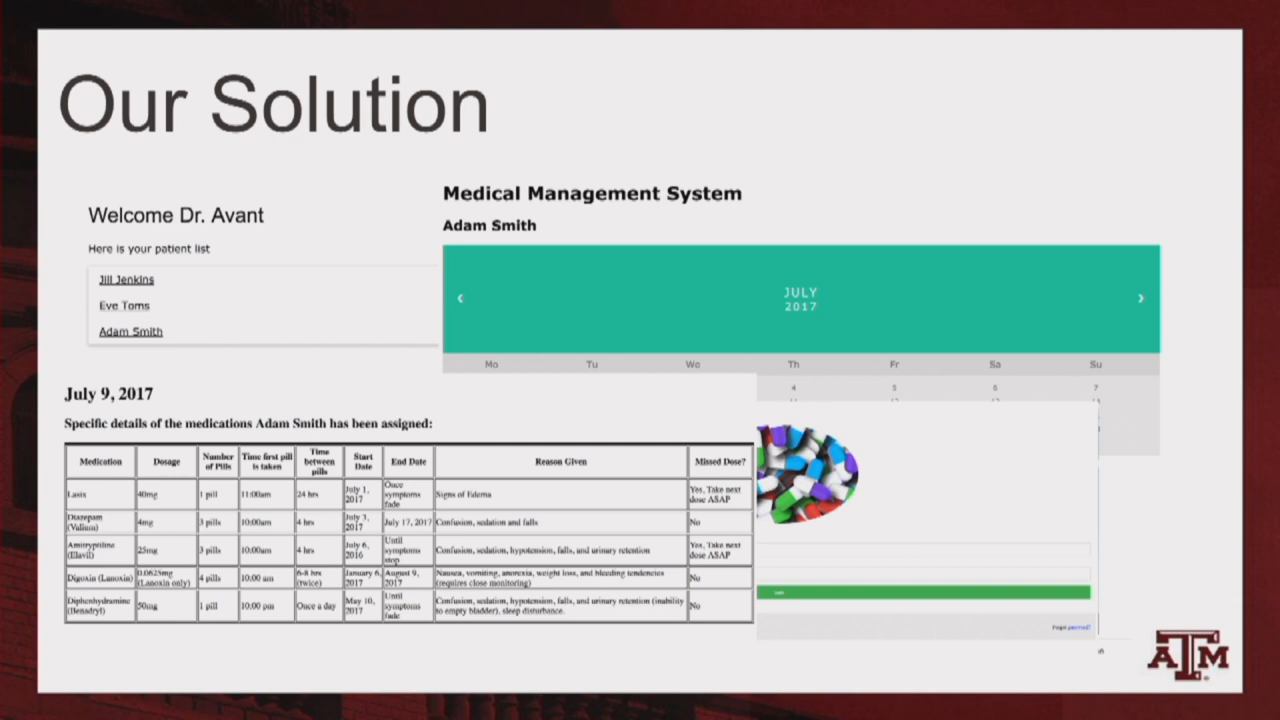 Our Solution
Medical Management System
Welcome Dr. Avant
Adam Smith
Here is your patient list
Jill Jenkins
Eve Toms
Adam Smith
‹ JULY ›
2017
Mo Tu We Th Fr Sa Su
4 5 6 7
July 9, 2017
Specific details of the medications Adam Smith has been assigned:
Medication Dosage Number of Pills Time first pill is taken Time between pills Start Date End Date Reason Given Missed Dose?
Lasix 40mg 1 pill 11:00am 24 hrs July 1, 2017 Once symptoms fade Signs of Edema Yes, Take next dose ASAP
Diazepam (Valium) 4mg 3 pills 10:00am 4 hrs July 3, 2017 July 17, 2017 Confusion, sedation and falls No
Amitryptiline (Elavil) 25mg 3 pills 10:00am 4 hrs July 6, 2016 Until symptoms stop Confusion, sedation, hypotension, falls, and urinary retention Yes, Take next dose ASAP
Digoxin (Lanoxin) 0.0625mg (Lanoxin only) 4 pills 10:00 am 6-8 hrs (twice) January 6, 2017 August 9, 2017 Nausea, vomiting, anorexia, weight loss, and bleeding tendencies (requires close monitoring) No
Diphenhydramine (Benadryl) 50mg 1 pill 10:00 pm Once a day May 10, 2017 Until symptoms fade Confusion, sedation, hypotension, falls, and urinary retention (inability to empty bladder), sleep disturbance. No
Forgot password?
ATM